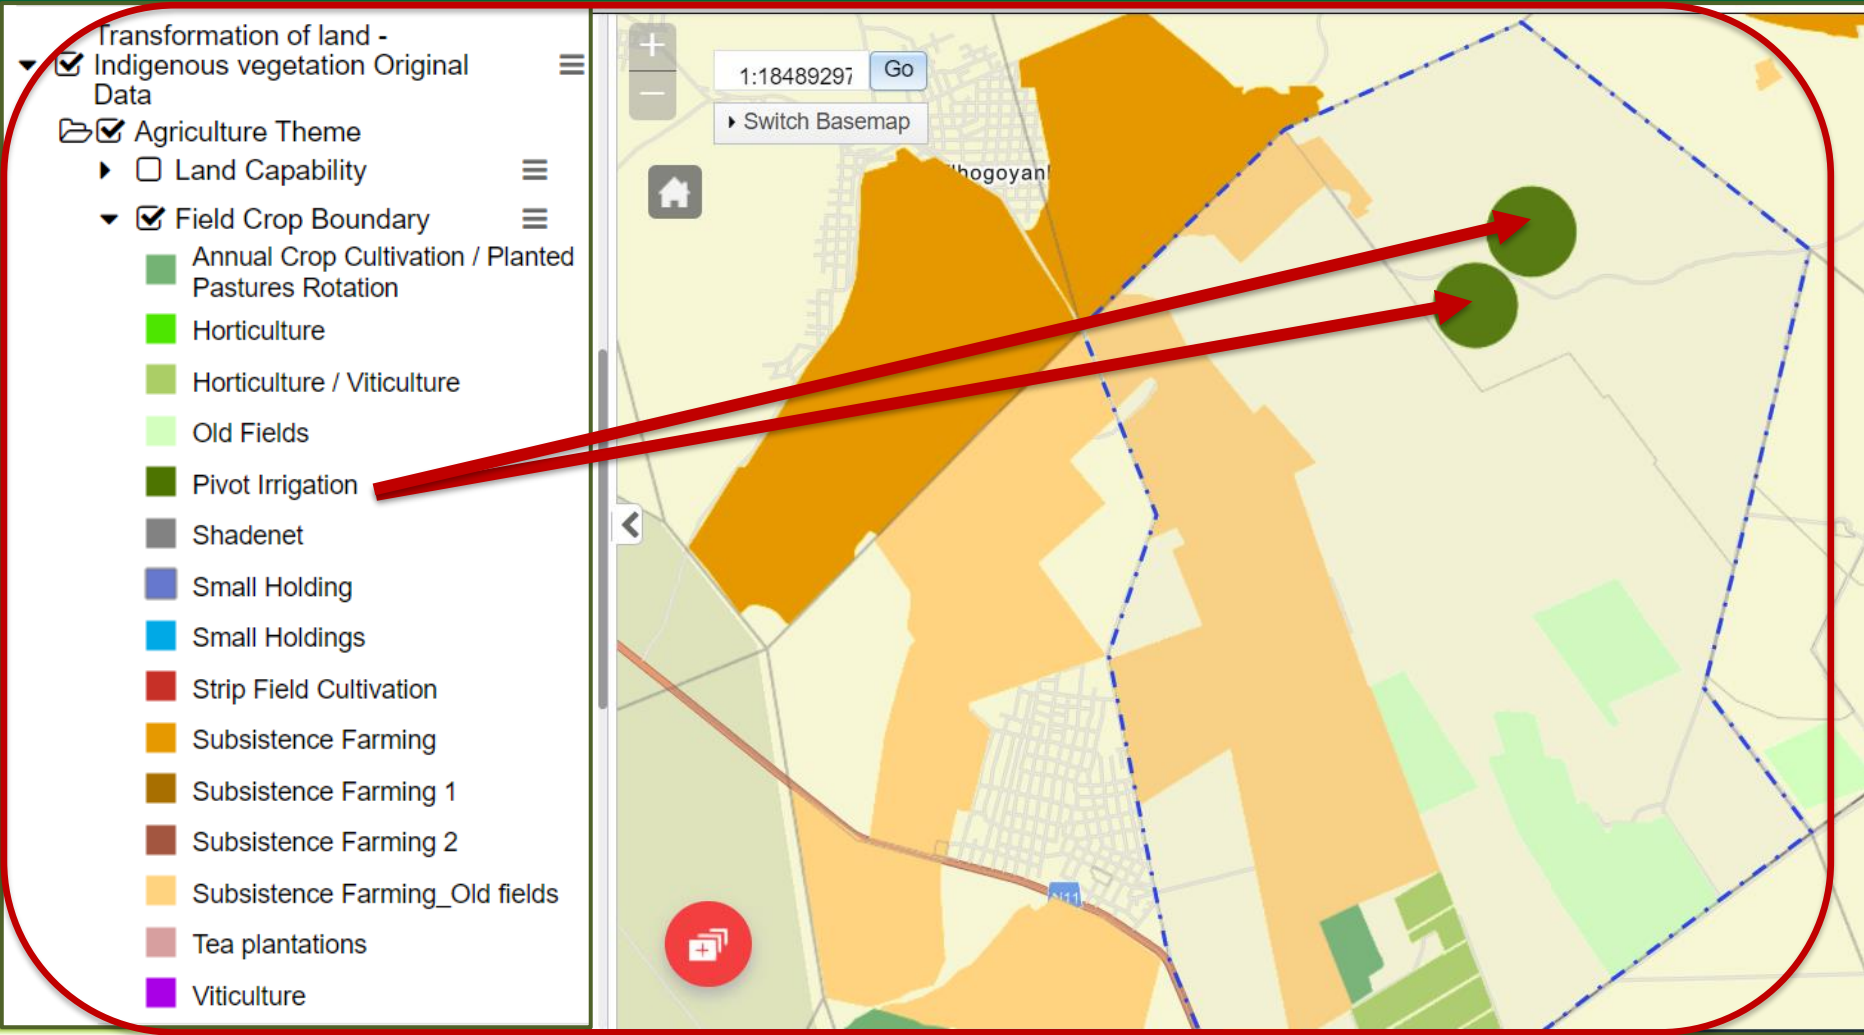 Transformation of land -
Indigenous vegetation Original
Data
Agriculture Theme
Land Capability
Field Crop Boundary
Annual Crop Cultivation / Planted
Pastures Rotation
Horticulture
Horticulture / Viticulture
Old Fields
Pivot Irrigation
Shadenet
Small Holding
Small Holdings
Strip Field Cultivation
Subsistence Farming
Subsistence Farming 1
Subsistence Farming 2
Subsistence Farming_Old fields
Tea plantations
Viticulture
+
−
1:18489297
Go
Switch Basemap
N11